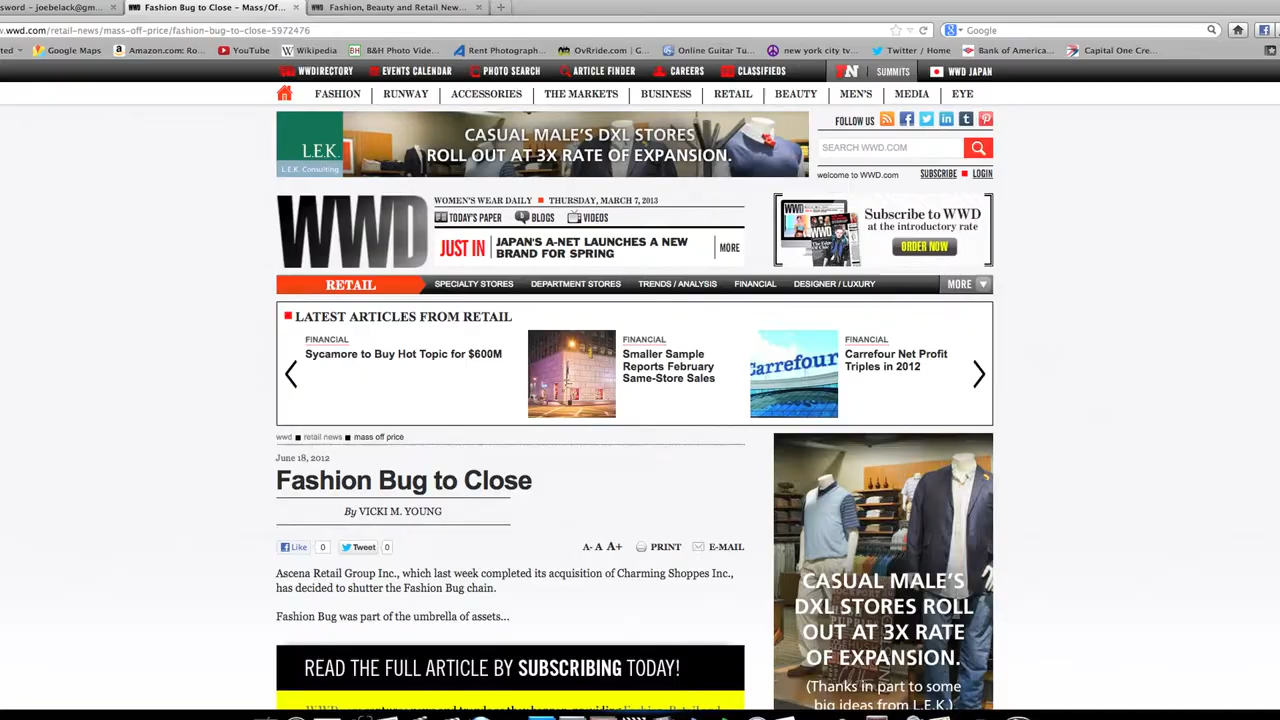 sword - joebelack@gm...
WWD Fashion Bug to Close – Mass/Of...
WWD Fashion, Beauty and Retail New...
.wwd.com/retail-news/mass-off-price/fashion-bug-to-close-5972476
Google
ted
Google Maps
Amazon.com: Ro...
YouTube
Wikipedia
B&H Photo Vide...
Rent Photograph...
OvRride.com | G...
Online Guitar Tu...
new york city tv...
Twitter / Home
Bank of America...
Capital One Cre...
WWDIRECTORY
EVENTS CALENDAR
PHOTO SEARCH
ARTICLE FINDER
CAREERS
CLASSIFIEDS
SUMMITS
WWD JAPAN
FASHION
RUNWAY
ACCESSORIES
THE MARKETS
BUSINESS
RETAIL
BEAUTY
MEN'S
MEDIA
EYE
L.E.K.
L.E.K. Consulting
CASUAL MALE'S DXL STORES
ROLL OUT AT 3X RATE OF EXPANSION.
FOLLOW US
SEARCH WWD.COM
welcome to WWD.com
SUBSCRIBE
LOGIN
WWD
WOMEN'S WEAR DAILY
THURSDAY, MARCH 7, 2013
TODAY'S PAPER
BLOGS
VIDEOS
JUST IN
JAPAN'S A-NET LAUNCHES A NEW
BRAND FOR SPRING
MORE
Subscribe to WWD
at the introductory rate
ORDER NOW
RETAIL
SPECIALTY STORES
DEPARTMENT STORES
TRENDS / ANALYSIS
FINANCIAL
DESIGNER / LUXURY
MORE
LATEST ARTICLES FROM RETAIL
FINANCIAL
Sycamore to Buy Hot Topic for $600M
FINANCIAL
Smaller Sample
Reports February
Same-Store Sales
Carrefour
FINANCIAL
Carrefour Net Profit
Triples in 2012
wwd
retail news
mass off price
June 18, 2012
Fashion Bug to Close
By VICKI M. YOUNG
Like
0
Tweet
0
A- A A+
PRINT
E-MAIL
Ascena Retail Group Inc., which last week completed its acquisition of Charming Shoppes Inc.,
has decided to shutter the Fashion Bug chain.
Fashion Bug was part of the umbrella of assets...
READ THE FULL ARTICLE BY SUBSCRIBING TODAY!
CASUAL MALE'S
DXL STORES ROLL
OUT AT 3X RATE
OF EXPANSION.
(Thanks in part to some
big ideas from L.E.K.)